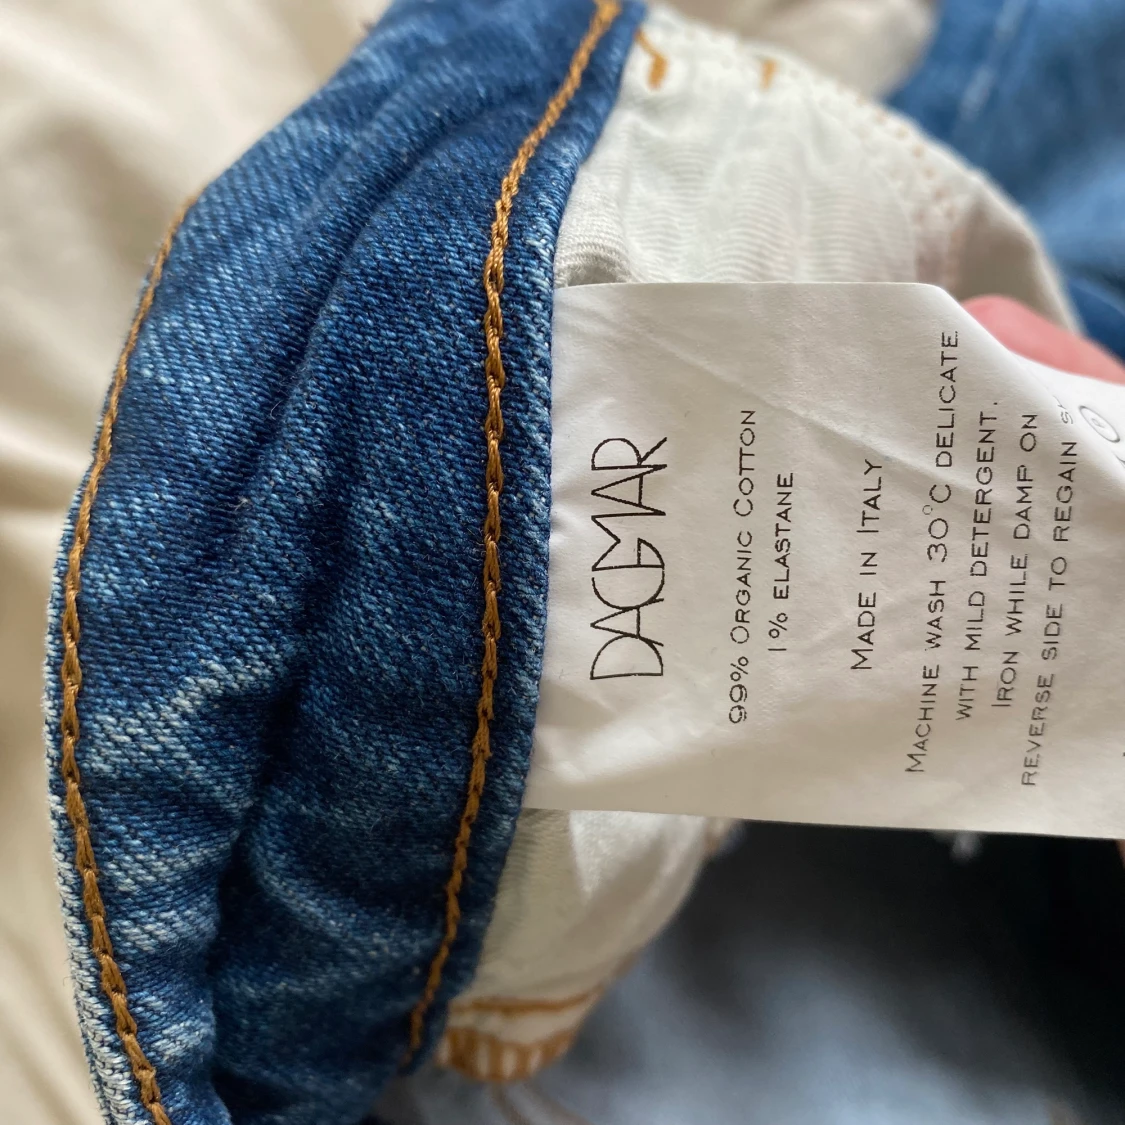 DAGMAR
99% ORGANIC COTTON
1% ELASTANE
MADE IN ITALY
MACHINE WASH 30°C DELICATE
WITH MILD DETERGENT.
IRON WHILE DAMP ON
REVERSE SIDE TO REGAIN